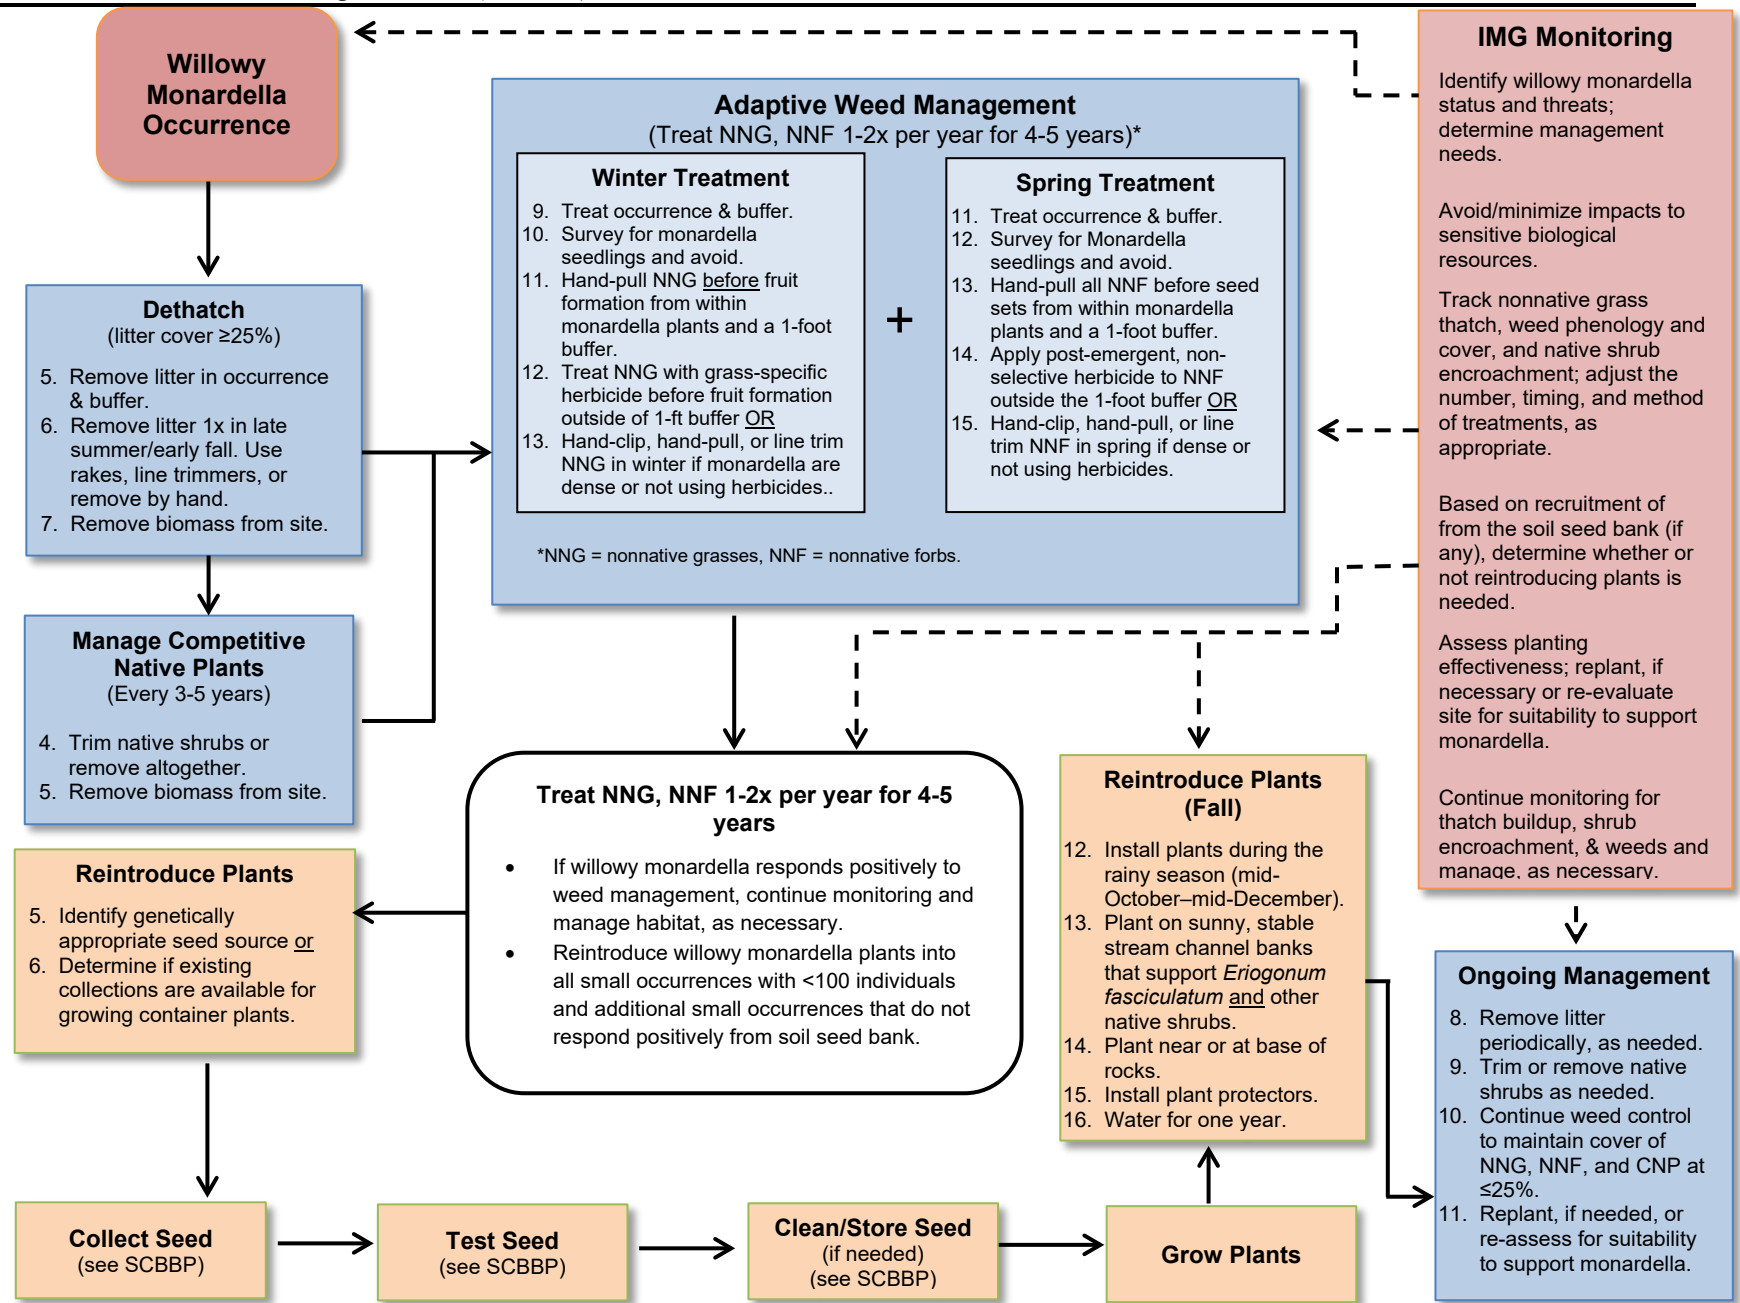 Willowy
Monardella
Occurrence
Dethatch
(litter cover ≥25%)
5. Remove litter in occurrence
& buffer.
6. Remove litter 1x in late
summer/early fall. Use
rakes, line trimmers, or
remove by hand.
7. Remove biomass from site.
Manage Competitive
Native Plants
(Every 3-5 years)
4. Trim native shrubs or
remove altogether.
5. Remove biomass from site.
Adaptive Weed Management
(Treat NNG, NNF 1-2x per year for 4-5 years)*
Winter Treatment
9. Treat occurrence & buffer.
10. Survey for monardella
seedlings and avoid.
11. Hand-pull NNG before fruit
formation from within
monardella plants and a 1-foot
buffer.
12. Treat NNG with grass-specific
herbicide before fruit formation
outside of 1-ft buffer OR
13. Hand-clip, hand-pull, or line trim
NNG in winter if monardella are
dense or not using herbicides..
+
Spring Treatment
11. Treat occurrence & buffer.
12. Survey for Monardella
seedlings and avoid.
13. Hand-pull all NNF before seed
sets from within monardella
plants and a 1-foot buffer.
14. Apply post-emergent, non-
selective herbicide to NNF
outside the 1-foot buffer OR
15. Hand-clip, hand-pull, or line
trim NNF in spring if dense or
not using herbicides.
*NNG = nonnative grasses, NNF = nonnative forbs.
Treat NNG, NNF 1-2x per year for 4-5
years
• If willowy monardella responds positively to
weed management, continue monitoring and
manage habitat, as necessary.
• Reintroduce willowy monardella plants into
all small occurrences with <100 individuals
and additional small occurrences that do not
respond positively from soil seed bank.
Reintroduce Plants
5. Identify genetically
appropriate seed source or
6. Determine if existing
collections are available for
growing container plants.
Collect Seed
(see SCBBP)
Test Seed
(see SCBBP)
Clean/Store Seed
(if needed)
(see SCBBP)
Grow Plants
Reintroduce Plants
(Fall)
12. Install plants during the
rainy season (mid-
October–mid-December).
13. Plant on sunny, stable
stream channel banks
that support Eriogonum
fasciculatum and other
native shrubs.
14. Plant near or at base of
rocks.
15. Install plant protectors.
16. Water for one year.
IMG Monitoring
Identify willowy monardella
status and threats;
determine management
needs.
Avoid/minimize impacts to
sensitive biological
resources.
Track nonnative grass
thatch, weed phenology and
cover, and native shrub
encroachment; adjust the
number, timing, and method
of treatments, as
appropriate.
Based on recruitment of
from the soil seed bank (if
any), determine whether or
not reintroducing plants is
needed.
Assess planting
effectiveness; replant, if
necessary or re-evaluate
site for suitability to support
monardella.
Continue monitoring for
thatch buildup, shrub
encroachment, & weeds and
manage, as necessary.
Ongoing Management
8. Remove litter
periodically, as needed.
9. Trim or remove native
shrubs as needed.
10. Continue weed control
to maintain cover of
NNG, NNF, and CNP at
≤25%.
11. Replant, if needed, or
re-assess for suitability
to support monardella.